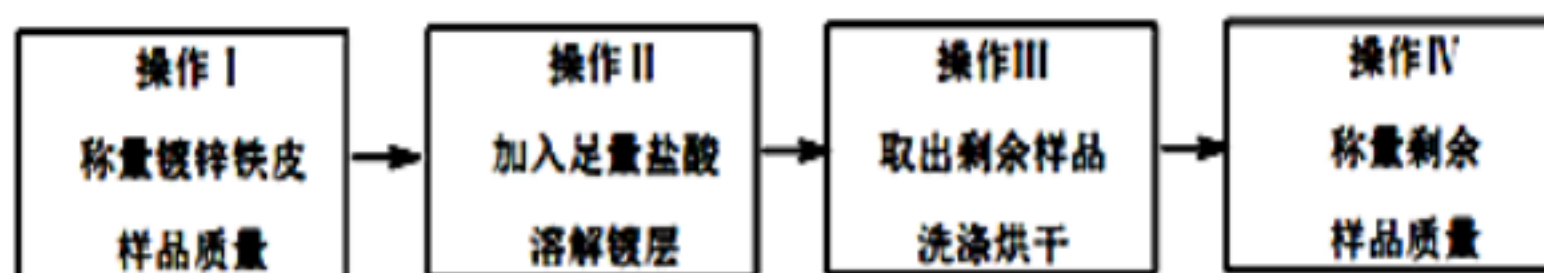 操作Ⅰ
称量镀锌铁皮
样品质量
操作Ⅱ
加入足量盐酸
溶解镀层
操作Ⅲ
取出剩余样品
洗涤烘干
操作Ⅳ
称量剩余
样品质量